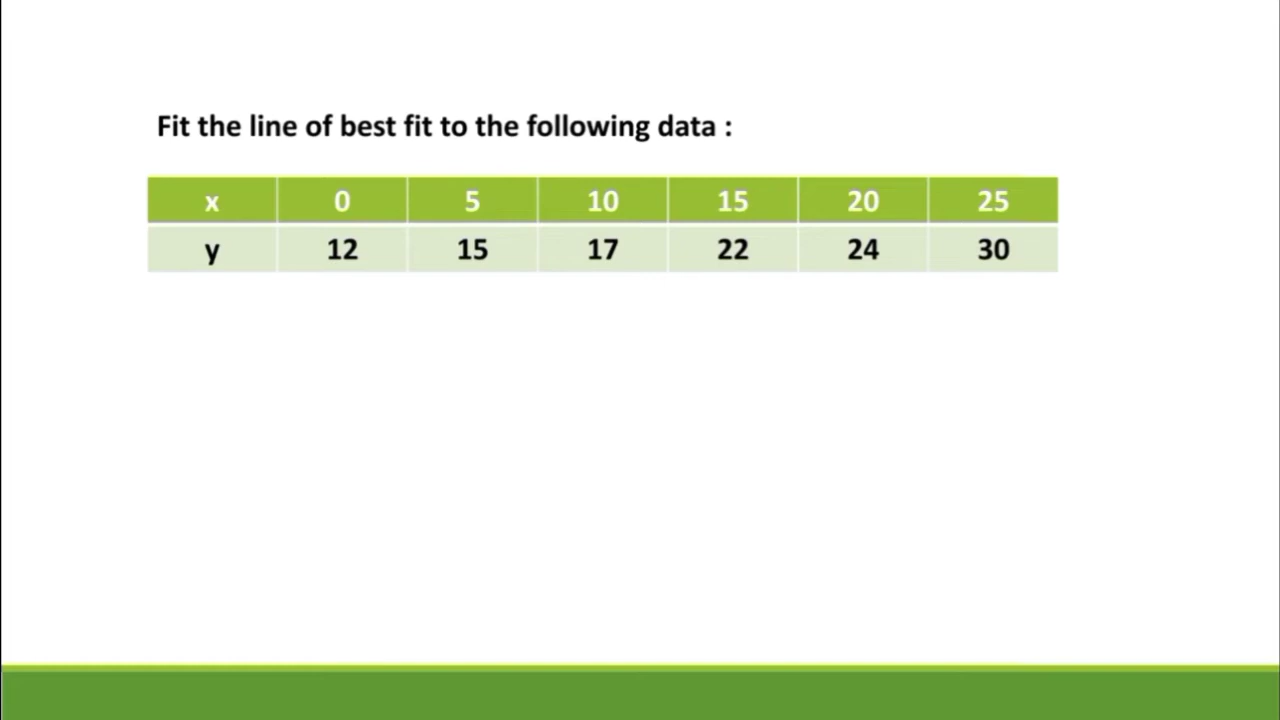 Fit the line of best fit to the following data :
x 0 5 10 15 20 25
y 12 15 17 22 24 30